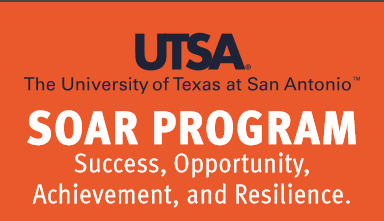 UTSA®
The University of Texas at San Antonio™
SOAR PROGRAM
Success, Opportunity,
Achievement, and Resilience.